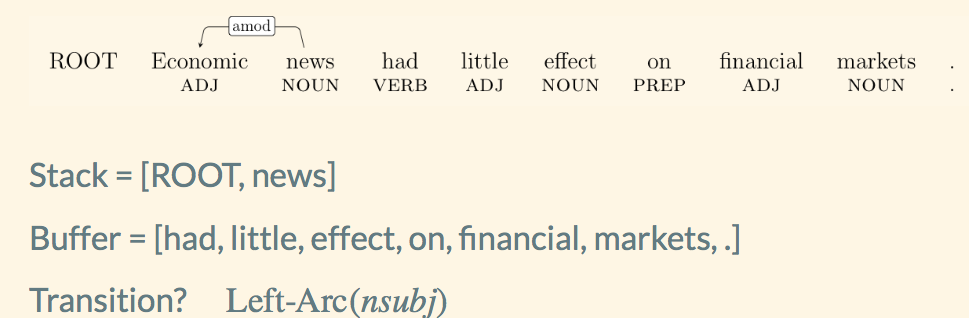 amod
ROOT Economic news had little effect on financial markets .
ADJ NOUN VERB ADJ NOUN PREP ADJ NOUN .
Stack = [ROOT, news]
Buffer = [had, little, effect, on, financial, markets, .]
Transition? Left-Arc(nsubj)